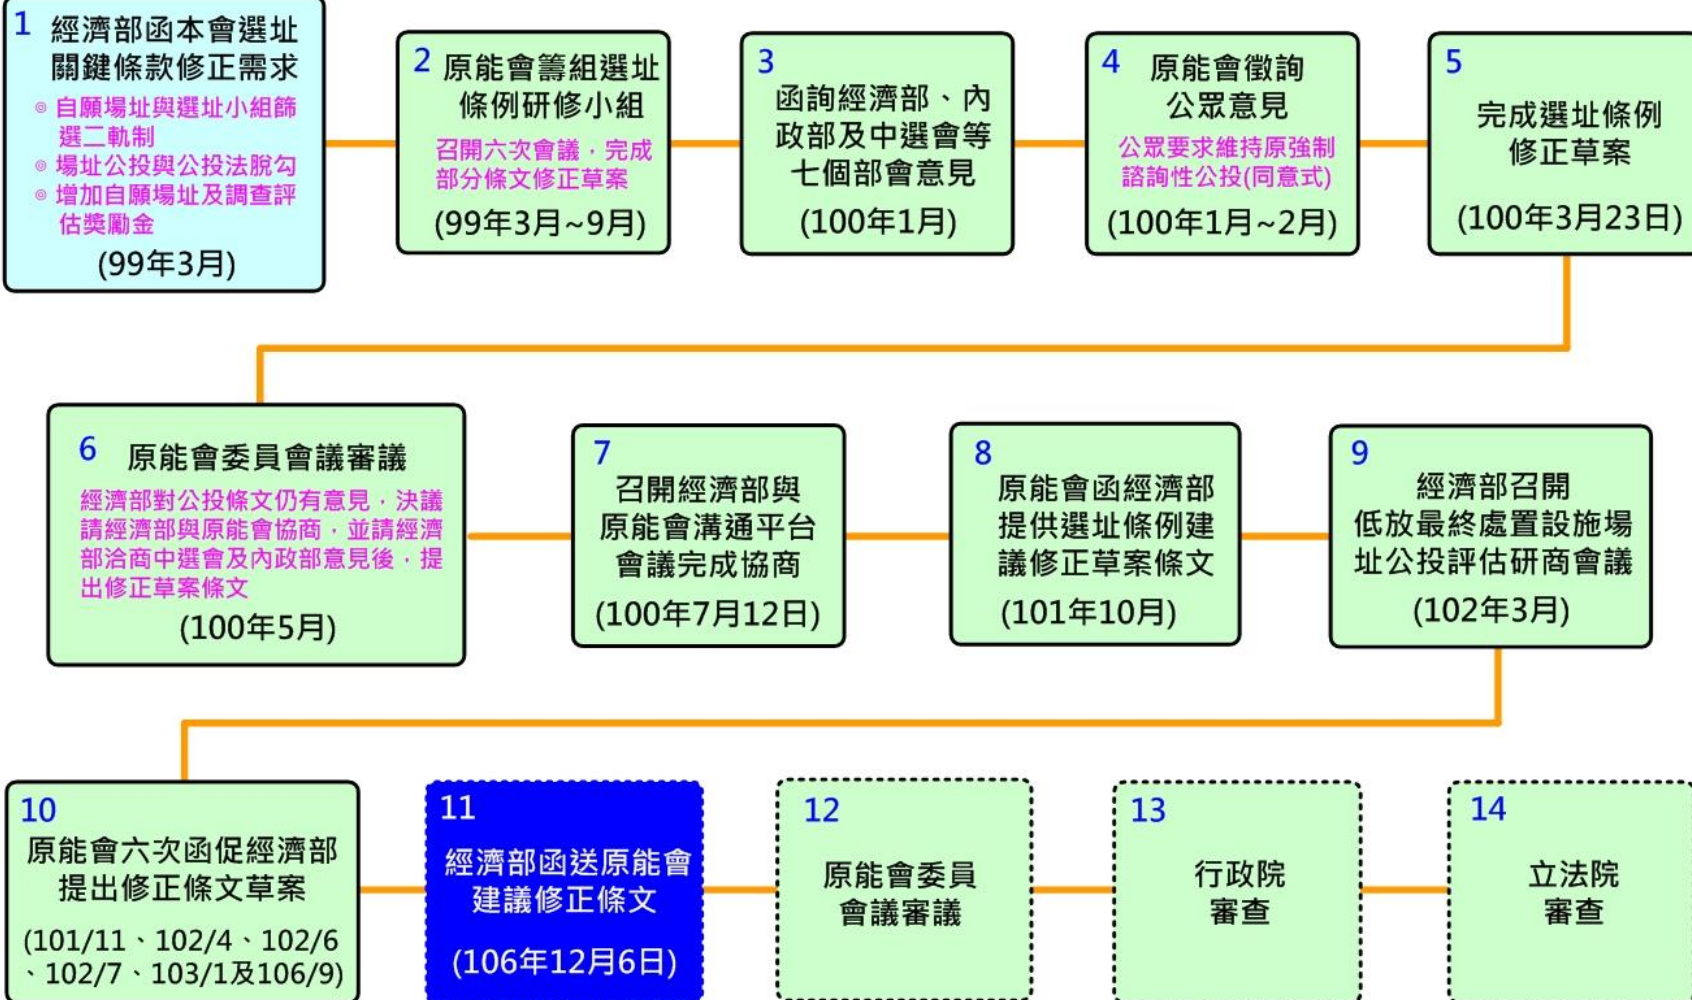 1
經濟部函本會選址
關鍵條款修正需求
◎ 自願場址與選址小組篩
選二軌制
◎ 場址公投與公投法脫勾
◎ 增加自願場址及調查評
估獎勵金
(99年3月)
2 原能會籌組選址
條例研修小組
召開六次會議，完成
部分條文修正草案
(99年3月~9月)
3
函詢經濟部、內
政部及中選會等
七個部會意見
(100年1月)
4 原能會徵詢
公眾意見
公眾要求維持原強制
諮詢性公投(同意式)
(100年1月~2月)
5
完成選址條例
修正草案
(100年3月23日)
6 原能會委員會議審議
經濟部對公投條文仍有意見，決議
請經濟部與原能會協商，並請經濟
部洽商中選會及內政部意見後，提
出修正草案條文
(100年5月)
7
召開經濟部與
原能會溝通平台
會議完成協商
(100年7月12日)
8
原能會函經濟部
提供選址條例建
議修正草案條文
(101年10月)
9
經濟部召開
低放最終處置設施場
址公投評估研商會議
(102年3月)
10
原能會六次函促經濟部
提出修正條文草案
(101/11、102/4、102/6
、102/7、103/1及106/9)
11
經濟部函送原能會
建議修正條文
(106年12月6日)
12
原能會委員
會議審議
13
行政院
審查
14
立法院
審查